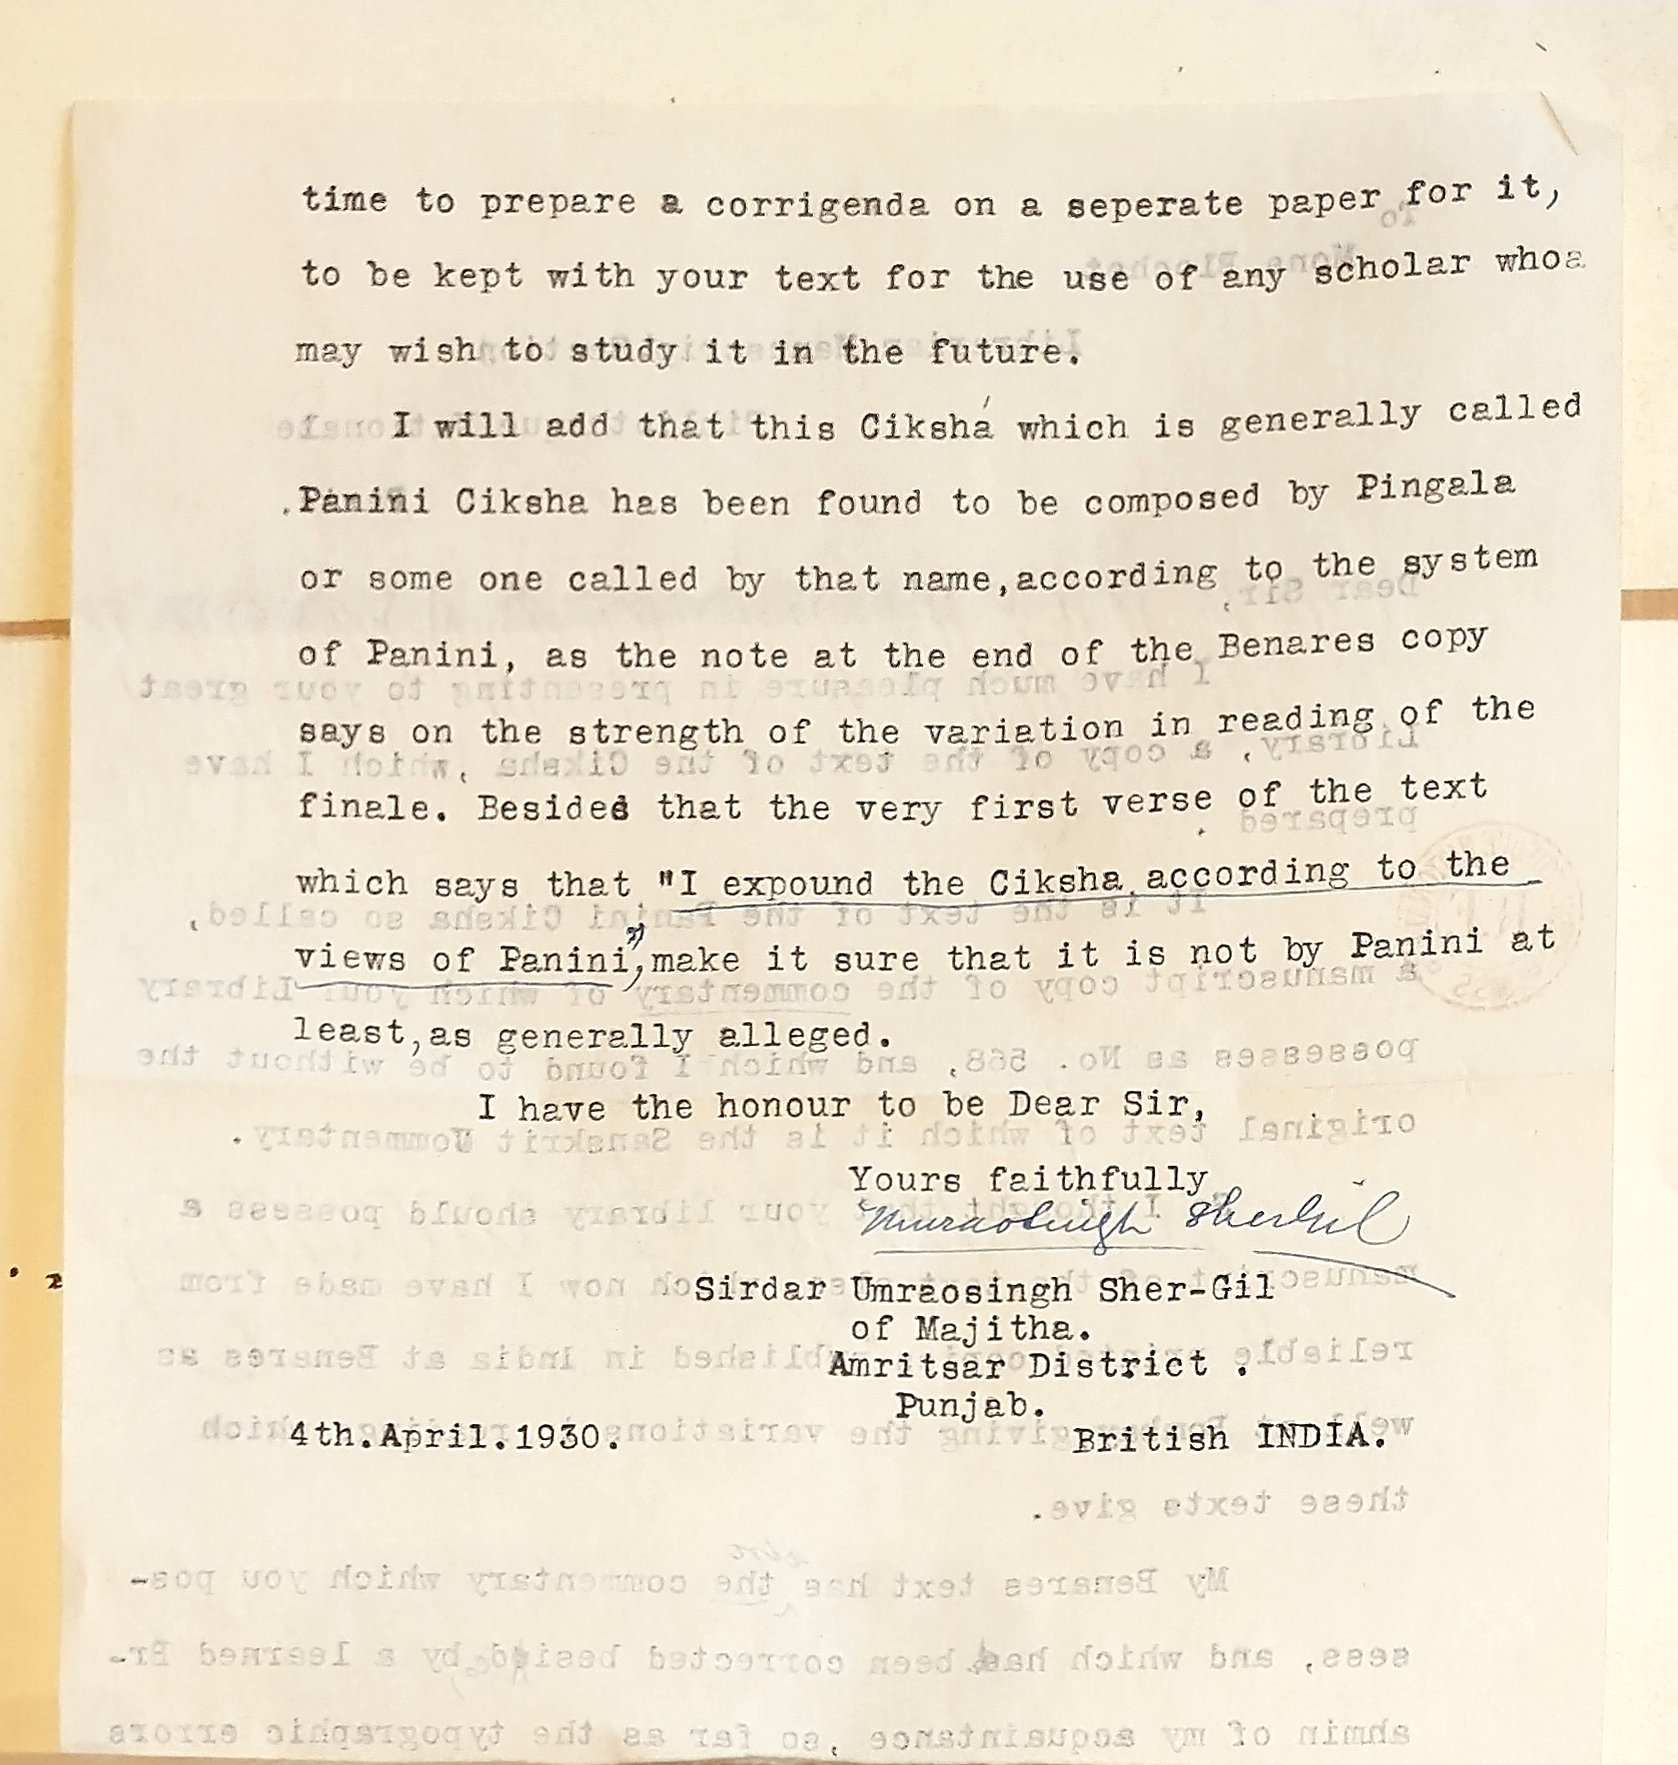 time to prepare a corrigenda on a seperate paper for it,
to be kept with your text for the use of any scholar whoa
may wish to study it in the future.
I will add that this Ciksha which is generally called
Panini Ciksha has been found to be composed by Pingala
or some one called by that name,according to the system
of Panini, as the note at the end of the Benares copy
says on the strength of the variation in reading of the
finale. Besides that the very first verse of the text
which says that "I expound the Ciksha according to the
views of Panini", make it sure that it is not by Panini at
least,as generally alleged.
I have the honour to be Dear Sir,
Yours faithfully
Umraosingh Sher-Gil
Sirdar Umraosingh Sher-Gil
of Majitha.
Amritsar District .
Punjab.
4th.April.1930. British INDIA.